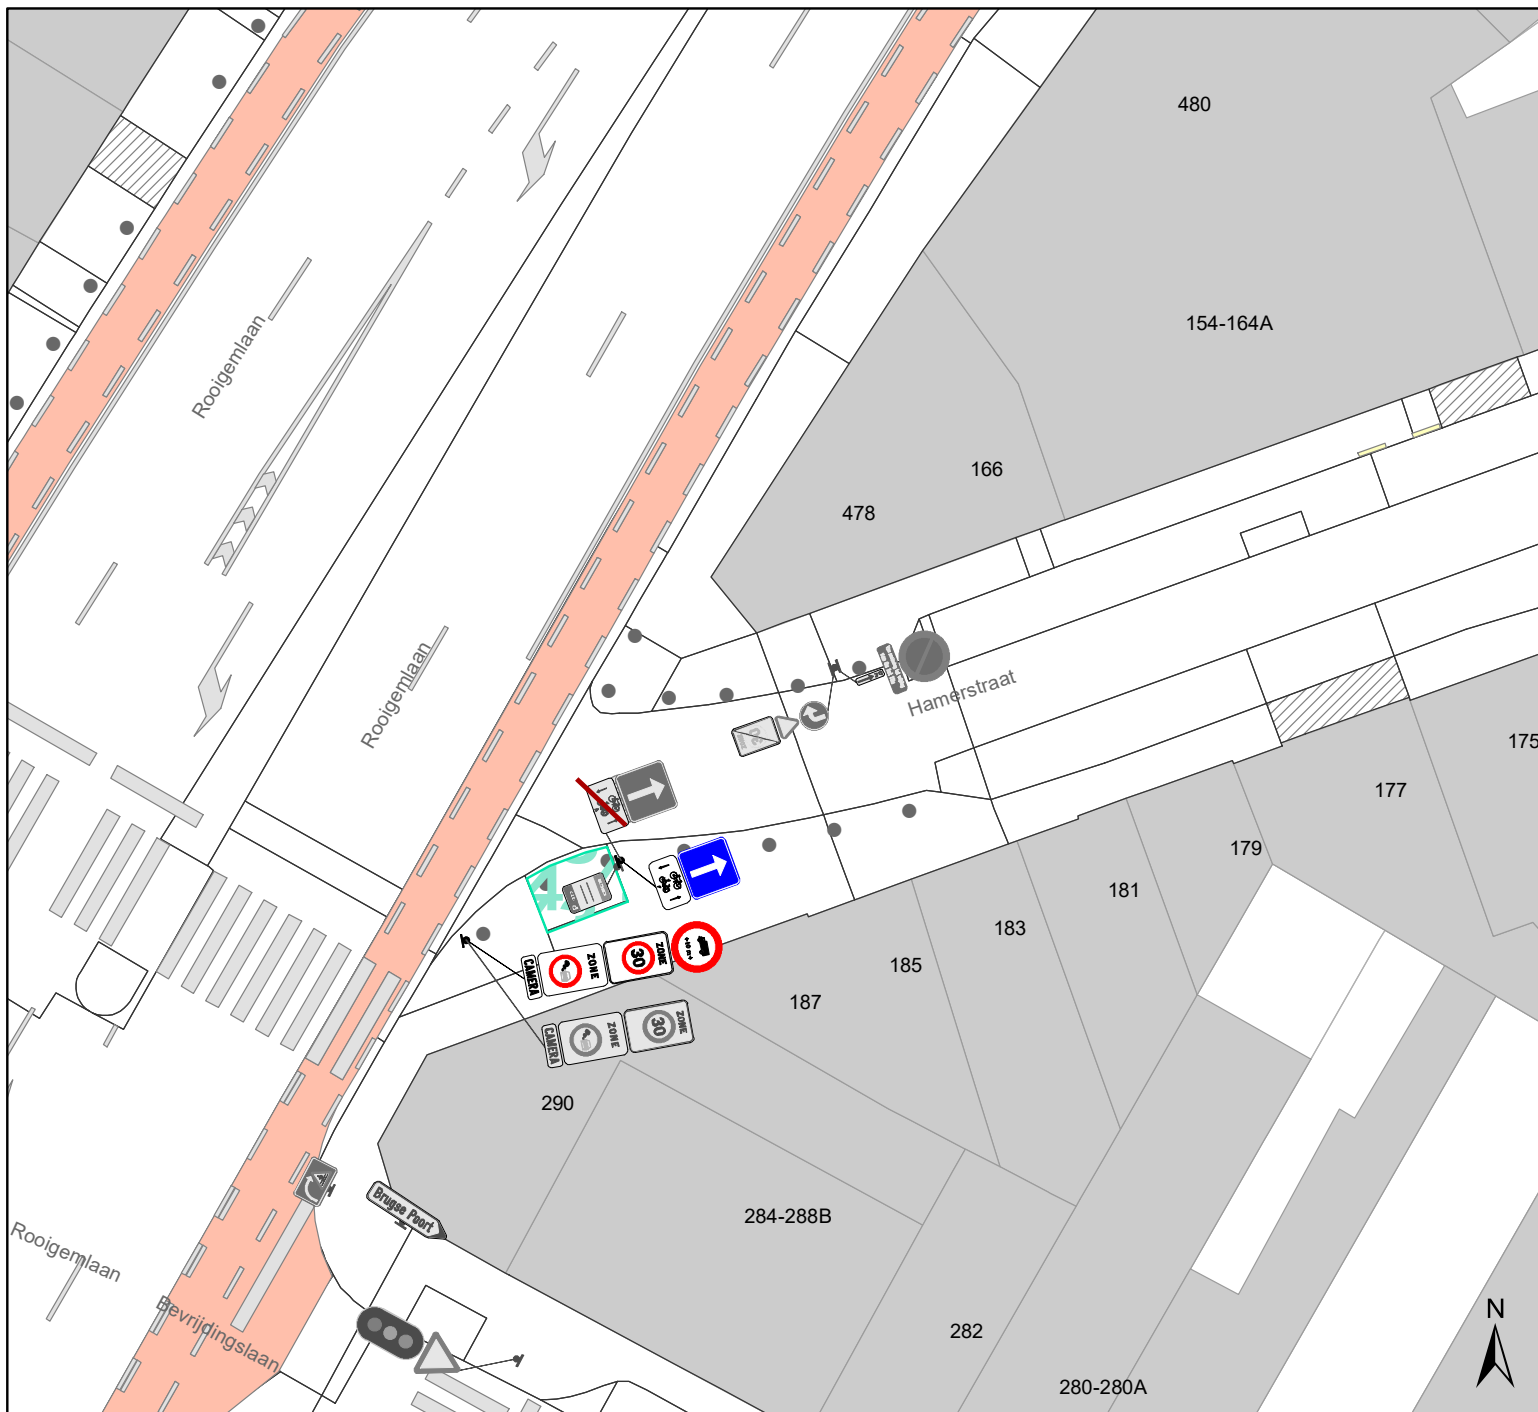 480
154-164A
Rooigemlaan
166
478
Rooigemlaan
Hamerstraat
30
175
177
179
181
183
185
187
CAMERA
ZONE
30
ZONE
CAMERA
ZONE
30
ZONE
290
Brugse Poort
284-288B
Rooigemlaan
Bevrijdingslaan
282
280-280A
N